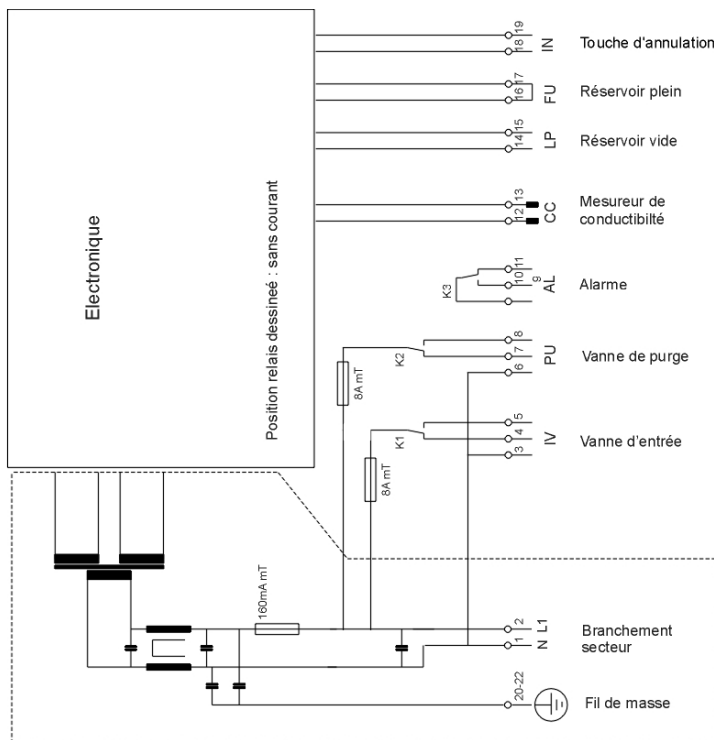 Electronique
Position relais dessineé : sans courant
19
18
IN
Touche d'annulation
17
16
FU
Réservoir plein
15
14
LP
Réservoir vide
13
12
CC
Mesureur de
conductibilté
K3
11
10
9
AL
Alarme
8A mT
K2
8
7
6
PU
Vanne de purge
8A mT
K1
5
4
3
IV
Vanne d'entrée
160mA mT
2
1
L1
N
Branchement
secteur
20-22
Fil de masse